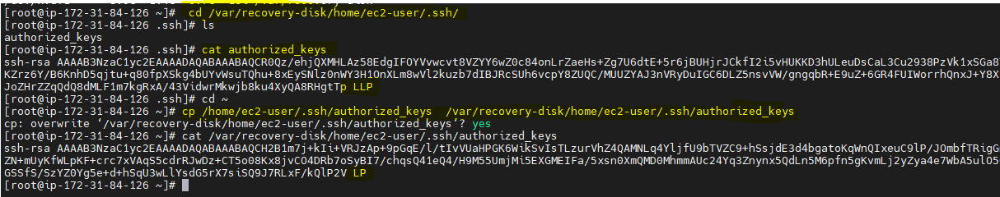 [root@ip-172-31-84-126 ~]# cd /var/recovery-disk/home/ec2-user/.ssh/
[root@ip-172-31-84-126 .ssh]# ls
authorized_keys
[root@ip-172-31-84-126 .ssh]# cat authorized_keys
ssh-rsa AAAAB3NzaC1yc2EAAAADAQABAAABAQCR0Qz/ehjQXMHLAz58EdgIFOYVvwcvt8VZYY6wZ0c84onLrZaeHs+Zg7U6dtE+5r6jBUHjrJCkfI2i5vHUKKD3hULeuDsCaL3Cu2938PzVk1xSGa8
KZrz6Y/B6KnhD5qjtu+q80fpXSkg4bUYvWsuTQhu+8xEySNlz0nWY3H1OnXLm8wVl2kuzb7dIBJRcSUh6vcpY8ZUQC/MUUZYAJ3nVRyDuIGC6DLZ5nsvVW/gngqbR+E9uZ+6GR4FUIWorrhQnxJ+Y8X
JoZHrZZqQdQ8dMLF1m7kgRxA/43VidwrMkwjb8ku4XyQA8RHgtTp LLP
[root@ip-172-31-84-126 .ssh]# cd ~
[root@ip-172-31-84-126 ~]# cp /home/ec2-user/.ssh/authorized_keys  /var/recovery-disk/home/ec2-user/.ssh/authorized_keys
cp: overwrite ‘/var/recovery-disk/home/ec2-user/.ssh/authorized_keys’? yes
[root@ip-172-31-84-126 ~]# cat /var/recovery-disk/home/ec2-user/.ssh/authorized_keys
ssh-rsa AAAAB3NzaC1yc2EAAAADAQABAAABAQCH2B1m7j+kIi+VRJzAp+9pGqE/l/tIvVUaHPGK6WikSvIsTLzurVhZ4QAMNLq4YljfU9bTVZC9+hSsjdE3d4bgatoKqWnQIxeuC9lP/JOmbfTRigG
ZN+mUyKfWLpKF+crc7xVAqS5cdrRJwDz+CT5o08Kx8jvCO4DRb7oSyBI7/chqsQ41eQ4/H9M55UmjMi5EXGMEIFa/5xsn0XmQMD0MhmmAUc24Yq3Znynx5QdLn5M6pfn5gKvmLj2yZya4e7WbA5ulO5
GSSfS/SzYZ0Yg5e+d+hSqU3wLlYsdG5rX7siSQ9J7RLxF/kQlP2V LP
[root@ip-172-31-84-126 ~]#